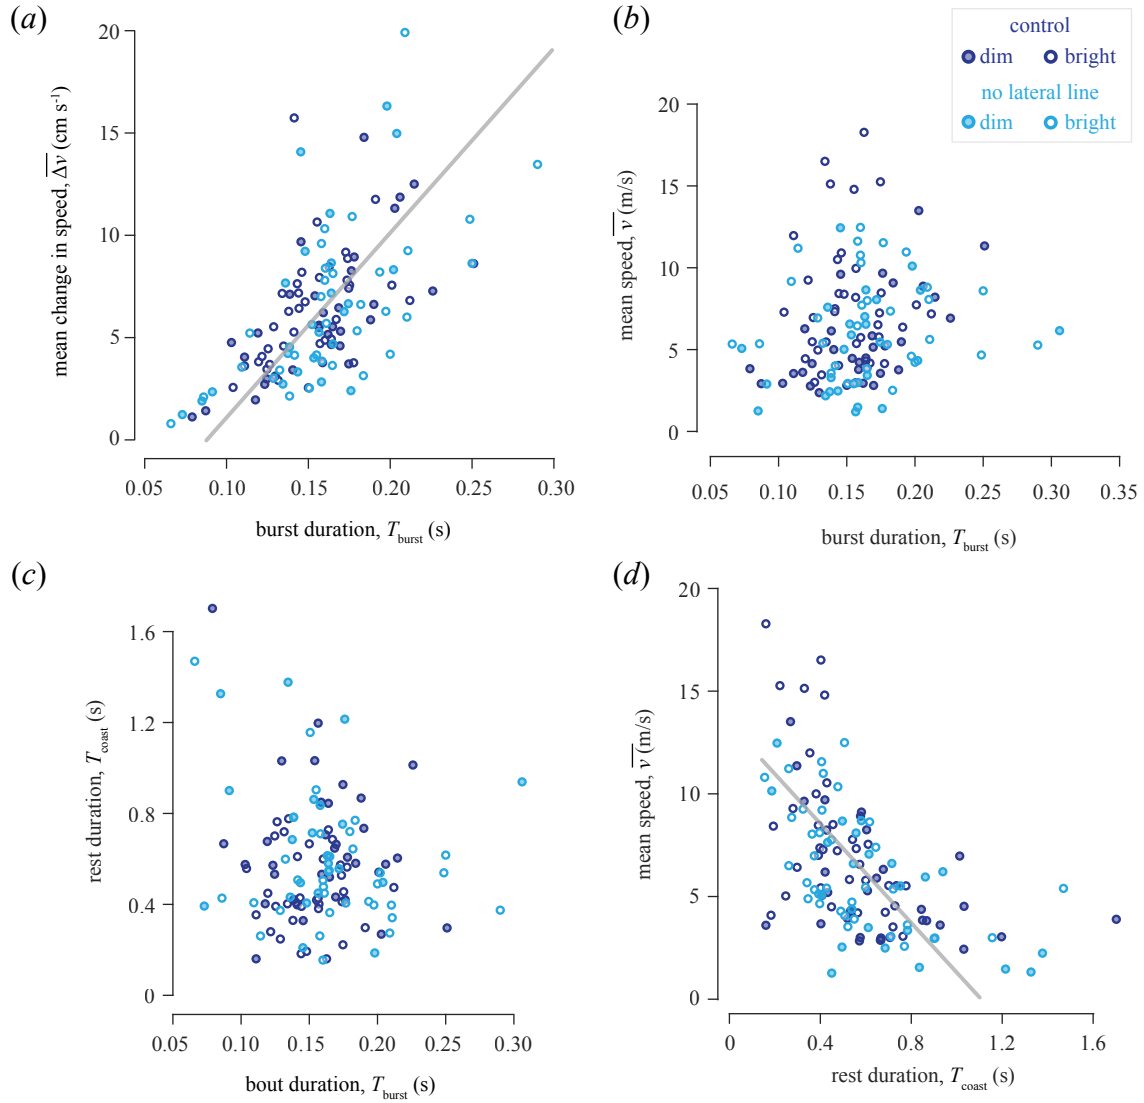 (a)
20
15
10
5
0
mean change in speed, Δv (cm s⁻¹)
0.05 0.10 0.15 0.20 0.25 0.30
burst duration, T burst (s)
(b)
control
dim bright
no lateral line
dim bright
20
15
10
5
0
mean speed, v (m/s)
0.05 0.10 0.15 0.20 0.25 0.30 0.35
burst duration, T burst (s)
(c)
1.6
1.2
0.8
0.4
0
rest duration, T coast (s)
0.05 0.10 0.15 0.20 0.25 0.30
bout duration, T burst (s)
(d)
20
15
10
5
0
mean speed, v (m/s)
0 0.4 0.8 1.2 1.6
rest duration, T coast (s)